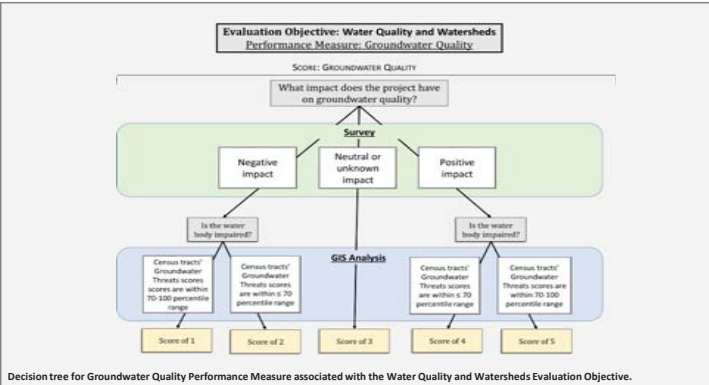 Evaluation Objective: Water Quality and Watersheds
Performance Measure: Groundwater Quality
SCORE: GROUNDWATER QUALITY
What impact does the project have
on groundwater quality?
Survey
Negative
impact
Neutral or
unknown
impact
Positive
impact
Is the water
body impaired?
Is the water
body impaired?
GIS Analysis
Census tracts'
Groundwater
Threats scores
scores are within
70-100 percentile
range
Census tracts'
Groundwater
Threats scores
are within ≤ 70
percentile range
Census tracts'
Groundwater
Threats scores
are within ≤ 70
percentile range
Census tracts'
Groundwater
Threats scores are
within 70-100
percentile range
Score of 1
Score of 2
Score of 3
Score of 4
Score of 5
Decision tree for Groundwater Quality Performance Measure associated with the Water Quality and Watersheds Evaluation Objective.